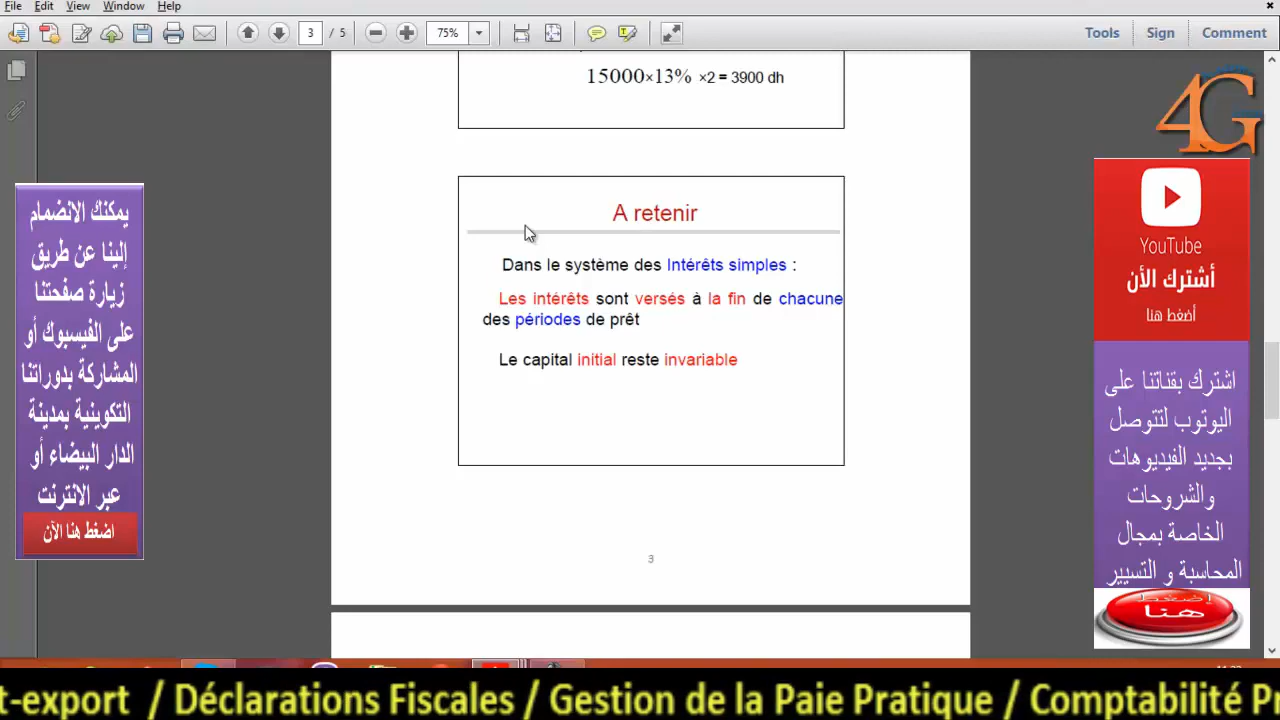 File Edit View Window Help
3 / 5 75% Tools Sign Comment
15000×13% ×2 = 3900 dh
A retenir
Dans le système des Intérêts simples :
Les intérêts sont versés à la fin de chacune
des périodes de prêt
Le capital initial reste invariable
3
يمكنك الانضمام
إلينا عن طريق
زيارة صفحتنا
على الفيسبوك أو
المشاركة بدوراتنا
التكوينية بمدينة
الدار البيضاء أو
عبر الانترنت
اضغط هنا الآن
4G
YouTube
أشترك الأن
أضغط هنا
اشترك بقناتنا على
اليوتوب لتتوصل
بجديد الفيديوهات
والشروحات
الخاصة بمجال
المحاسبة و التسيير
إضغط
هنا
t-export / Déclarations Fiscales / Gestion de la Paie Pratique / Comptabilité P